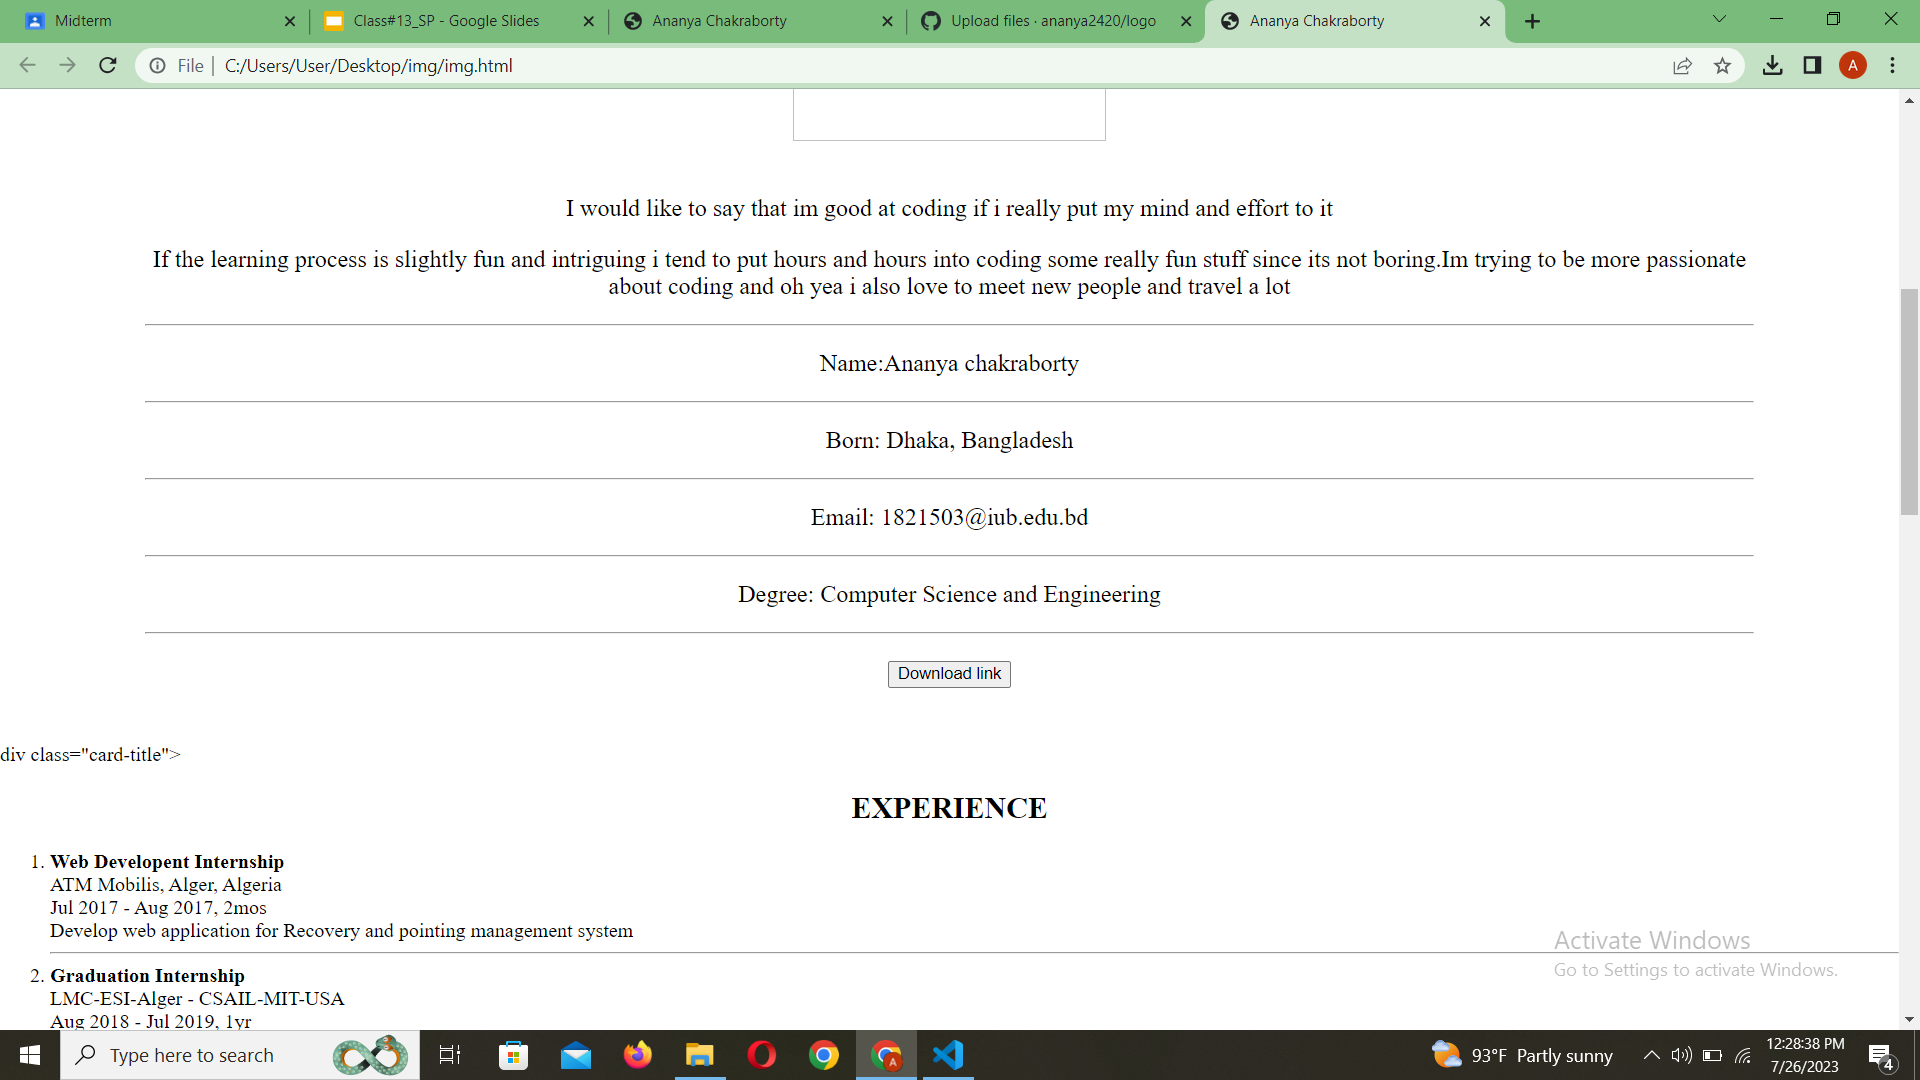 Midterm
Class#13_SP - Google Slides
Ananya Chakraborty
Upload files · ananya2420/logo
Ananya Chakraborty
File | C:/Users/User/Desktop/img/img.html
A
I would like to say that im good at coding if i really put my mind and effort to it
If the learning process is slightly fun and intriguing i tend to put hours and hours into coding some really fun stuff since its not boring.Im trying to be more passionate
about coding and oh yea i also love to meet new people and travel a lot
Name:Ananya chakraborty
Born: Dhaka, Bangladesh
Email: 1821503@iub.edu.bd
Degree: Computer Science and Engineering
Download link
div class="card-title">
EXPERIENCE
1. Web Developent Internship
ATM Mobilis, Alger, Algeria
Jul 2017 - Aug 2017, 2mos
Develop web application for Recovery and pointing management system
2. Graduation Internship
LMC-ESI-Alger - CSAIL-MIT-USA
Aug 2018 - Jul 2019, 1yr
Activate Windows
Go to Settings to activate Windows.
Type here to search
A
93°F Partly sunny
12:28:38 PM
7/26/2023
4